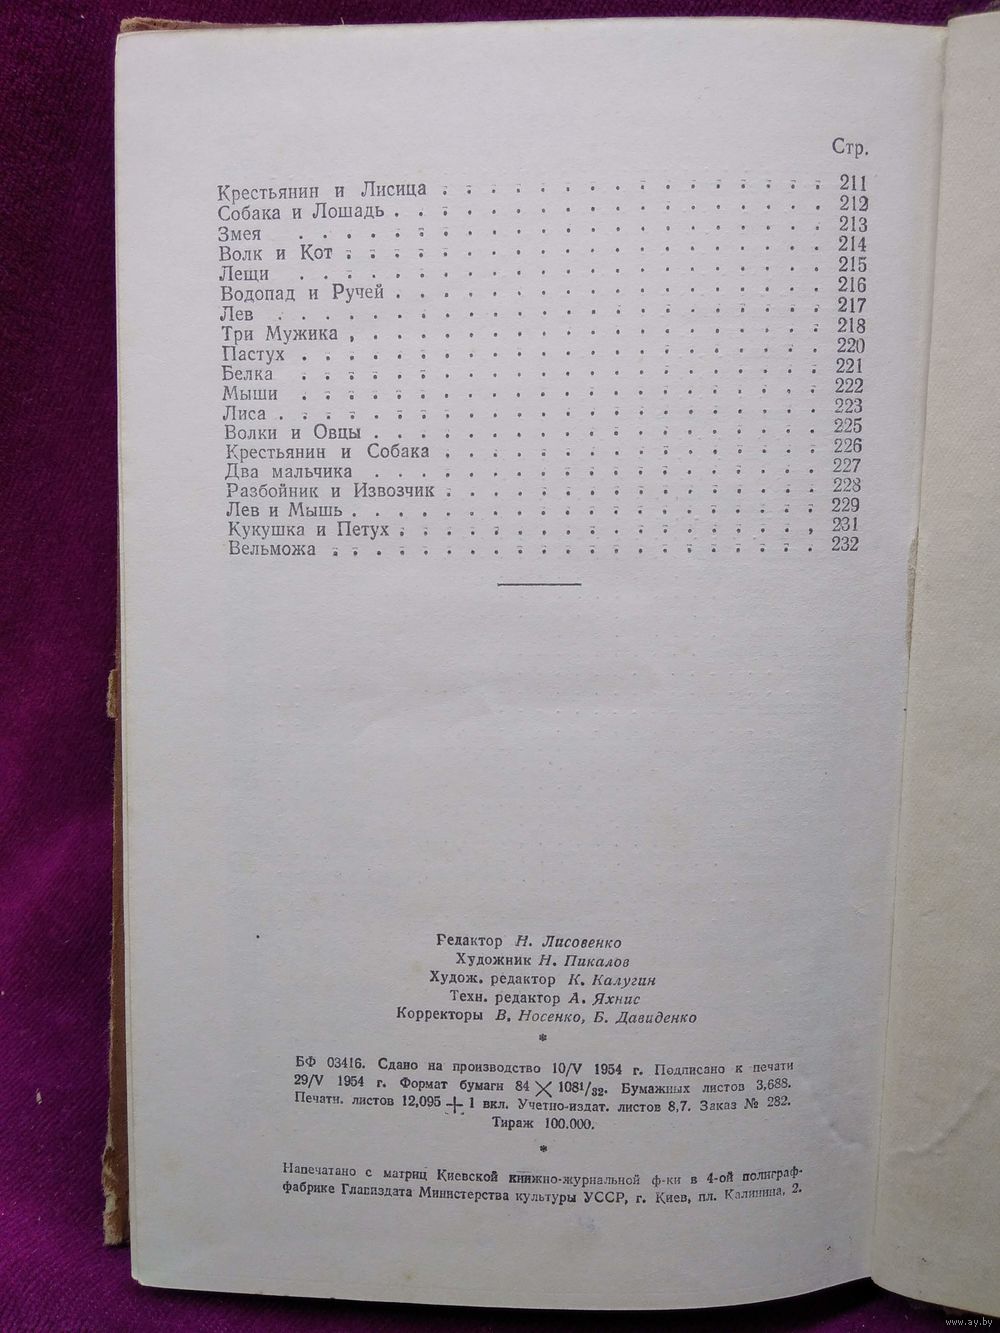 Стр.
Крестьянин и Лисица . . . . . . . . . . . . . . . . 211
Собака и Лошадь . . . . . . . . . . . . . . . . . . 212
Змея . . . . . . . . . . . . . . . . . . . . . . 213
Волк и Кот . . . . . . . . . . . . . . . . . . . . 214
Лещи . . . . . . . . . . . . . . . . . . . . . . 215
Водопад и Ручей . . . . . . . . . . . . . . . . . . 216
Лев . . . . . . . . . . . . . . . . . . . . . . . 217
Три Мужика . . . . . . . . . . . . . . . . . . . . 218
Пастух . . . . . . . . . . . . . . . . . . . . . . 220
Белка . . . . . . . . . . . . . . . . . . . . . . 221
Мыши . . . . . . . . . . . . . . . . . . . . . . 222
Лиса . . . . . . . . . . . . . . . . . . . . . . . 223
Волки и Овцы . . . . . . . . . . . . . . . . . . . 225
Крестьянин и Собака . . . . . . . . . . . . . . . . 226
Два мальчика . . . . . . . . . . . . . . . . . . . 227
Разбойник и Извозчик . . . . . . . . . . . . . . . . 228
Лев и Мышь . . . . . . . . . . . . . . . . . . . . 229
Кукушка и Петух . . . . . . . . . . . . . . . . . . 231
Вельможа . . . . . . . . . . . . . . . . . . . . . 232
Редактор Н. Лисовенко
Художник Н. Пикалов
Худож. редактор К. Калугин
Техн. редактор А. Яхнис
Корректоры В. Носенко, Б. Давиденко
*
БФ 03416. Сдано на производство 10/V 1954 г. Подписано к печати
29/V 1954 г. Формат бумаги 84 × 108 1/32. Бумажных листов 3,688.
Печатн. листов 12,095 + 1 вкл. Учетно-издат. листов 8,7. Заказ № 282.
Тираж 100.000.
*
Напечатано с матриц Киевской книжно-журнальной ф-ки в 4-ой полиграф-
фабрике Главиздата Министерства культуры УССР, г. Киев, пл. Калинина, 2.
www.ay.by